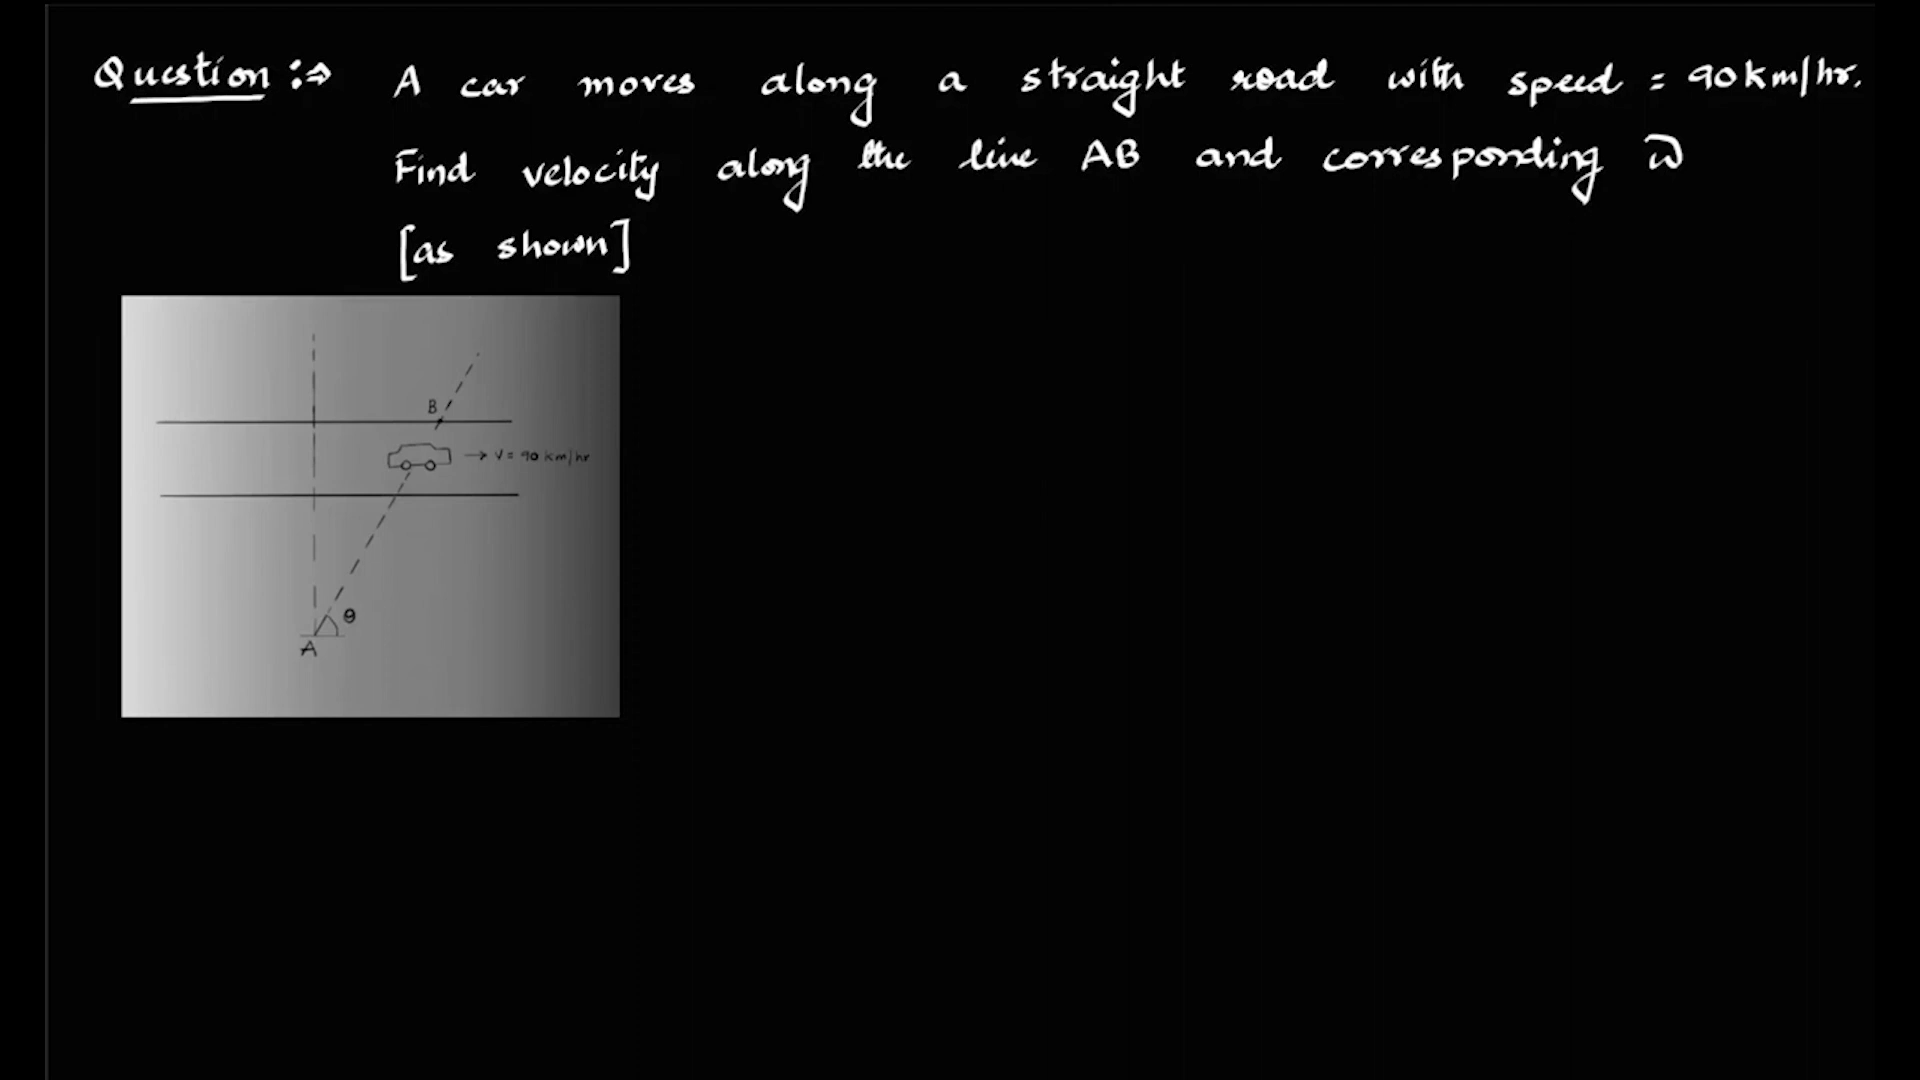 Question :⇒ A car moves along a straight road with speed = 90 km/hr.
Find velocity along the line AB and corresponding ω⃗
[as shown]
B
→ V = 90 km/hr
θ
A